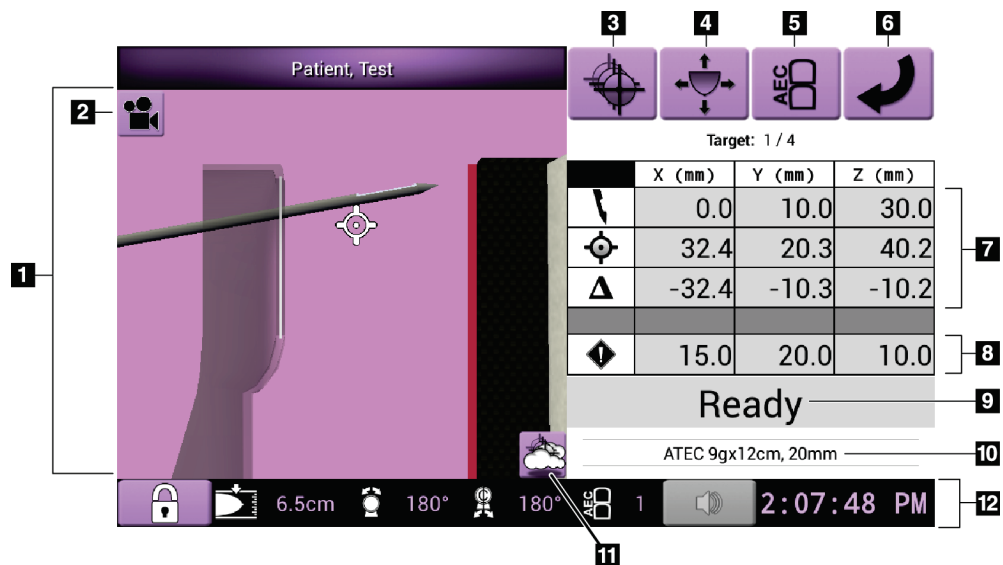 3 4 5 6
Patient, Test
AEC
1
2
Target: 1 / 4
X (mm) Y (mm) Z (mm)
0.0 10.0 30.0
32.4 20.3 40.2
Δ -32.4 -10.3 -10.2
7
! 15.0 20.0 10.0
8
Ready
9
ATEC 9gx12cm, 20mm
10
6.5cm 180° C 180° AEC 1 2:07:48 PM
12
11